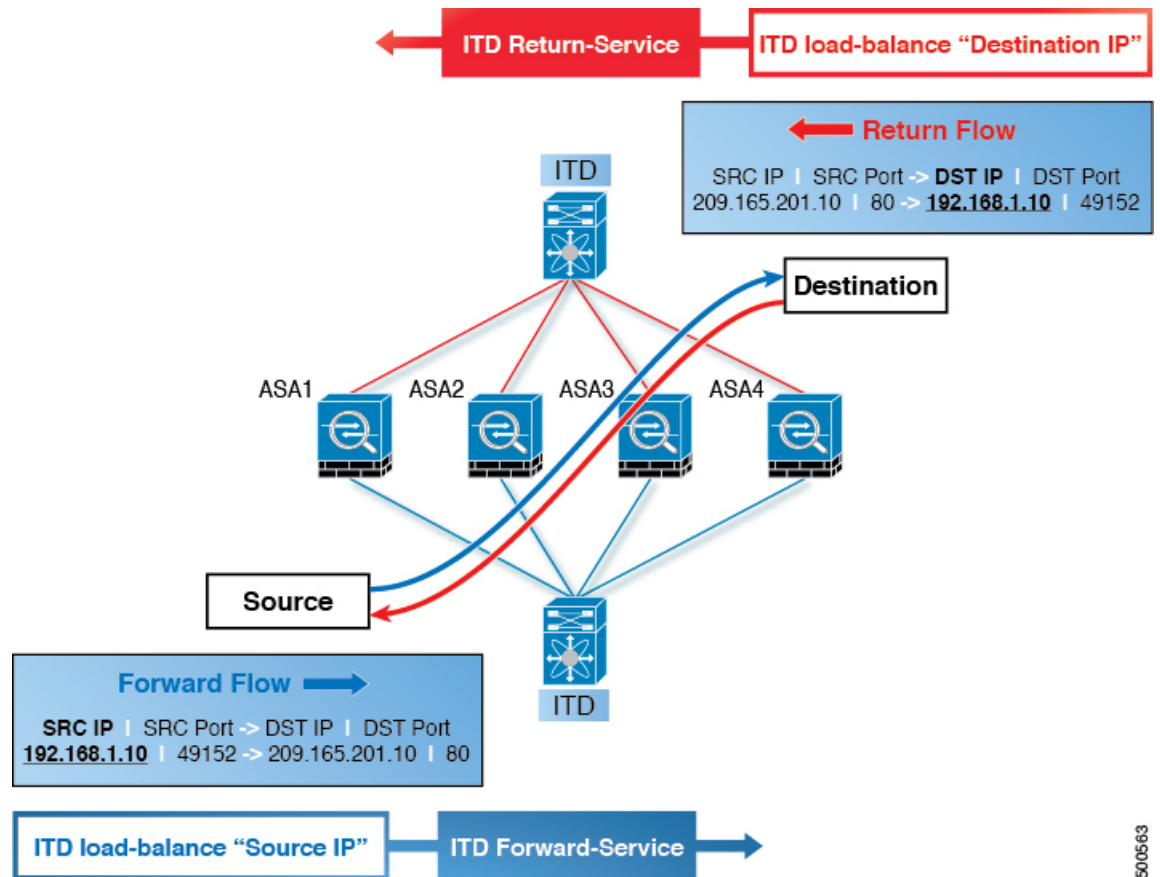 ITD Return-Service
ITD load-balance “Destination IP”
Return Flow
SRC IP | SRC Port -> DST IP | DST Port
209.165.201.10 | 80 -> 192.168.1.10 | 49152
ITD
Destination
ASA1
ASA2
ASA3
ASA4
Source
ITD
Forward Flow
SRC IP | SRC Port -> DST IP | DST Port
192.168.1.10 | 49152 -> 209.165.201.10 | 80
ITD load-balance “Source IP”
ITD Forward-Service
500563